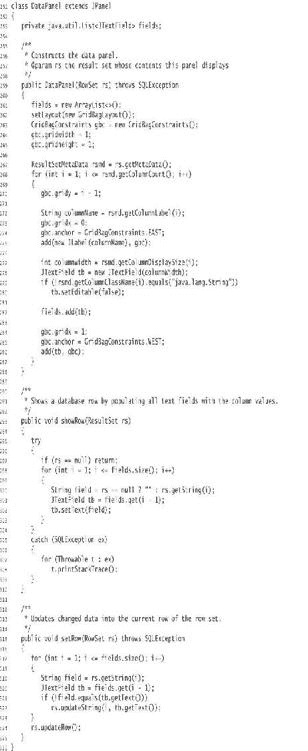 class DataPanel extends JPanel
{
private java.util.List<JTextField> fields;
/**
* Constructs the data panel.
* @param rs the result set whose contents this panel displays
*/
public DataPanel(RowSet rs) throws SQLException
{
fields = new ArrayList<>();
setLayout(new GridBagLayout());
GridBagConstraints gbc = new GridBagConstraints();
gbc.gridwidth = 1;
gbc.gridheight = 1;
ResultSetMetaData rsmd = rs.getMetaData();
for (int i = 1; i <= rsmd.getColumnCount(); i++)
{
gbc.gridy = i - 1;
String columnName = rsmd.getColumnLabel(i);
gbc.gridx = 0;
gbc.anchor = GridBagConstraints.EAST;
add(new JLabel(columnName), gbc);
int columnWidth = rsmd.getColumnDisplaySize(i);
JTextField tb = new JTextField(columnWidth);
if (!rsmd.getColumnClassName(i).equals("java.lang.String"))
tb.setEditable(false);
fields.add(tb);
gbc.gridx = 1;
gbc.anchor = GridBagConstraints.WEST;
add(tb, gbc);
}
}
/**
* Shows a database row by populating all text fields with the column values.
*/
public void showRow(ResultSet rs)
{
try
{
if (rs == null) return;
for (int i = 1; i <= fields.size(); i++)
{
String field = rs == null ? "" : rs.getString(i);
JTextField tb = fields.get(i - 1);
tb.setText(field);
}
}
catch (SQLException ex)
{
for (Throwable t : ex)
t.printStackTrace();
}
}
/**
* Updates changed data into the current row of the row set.
*/
public void setRow(RowSet rs) throws SQLException
{
for (int i = 1; i <= fields.size(); i++)
{
String field = rs.getString(i);
JTextField tb = fields.get(i - 1);
if (!field.equals(tb.getText()))
rs.updateString(i, tb.getText());
}
rs.updateRow();
}
}